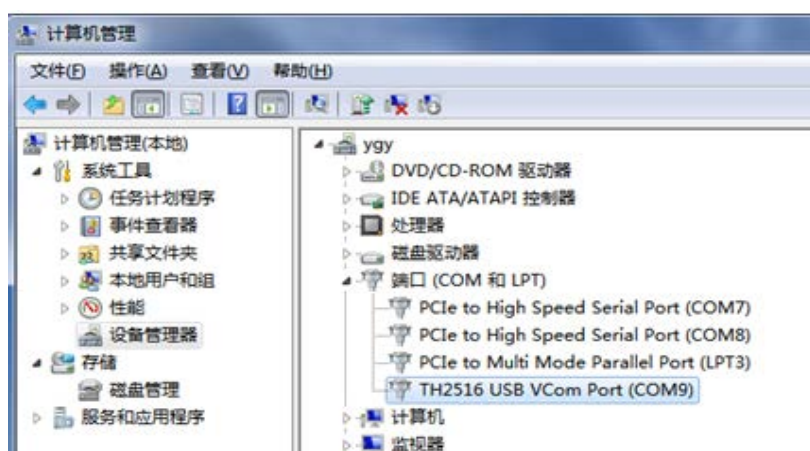 计算机管理
文件(F) 操作(A) 查看(V) 帮助(H)
计算机管理(本地)
系统工具
任务计划程序
事件查看器
共享文件夹
本地用户和组
性能
设备管理器
存储
磁盘管理
服务和应用程序
ygy
DVD/CD-ROM 驱动器
IDE ATA/ATAPI 控制器
处理器
磁盘驱动器
端口 (COM 和 LPT)
PCIe to High Speed Serial Port (COM7)
PCIe to High Speed Serial Port (COM8)
PCIe to Multi Mode Parallel Port (LPT3)
TH2516 USB VCom Port (COM9)
计算机
监视器